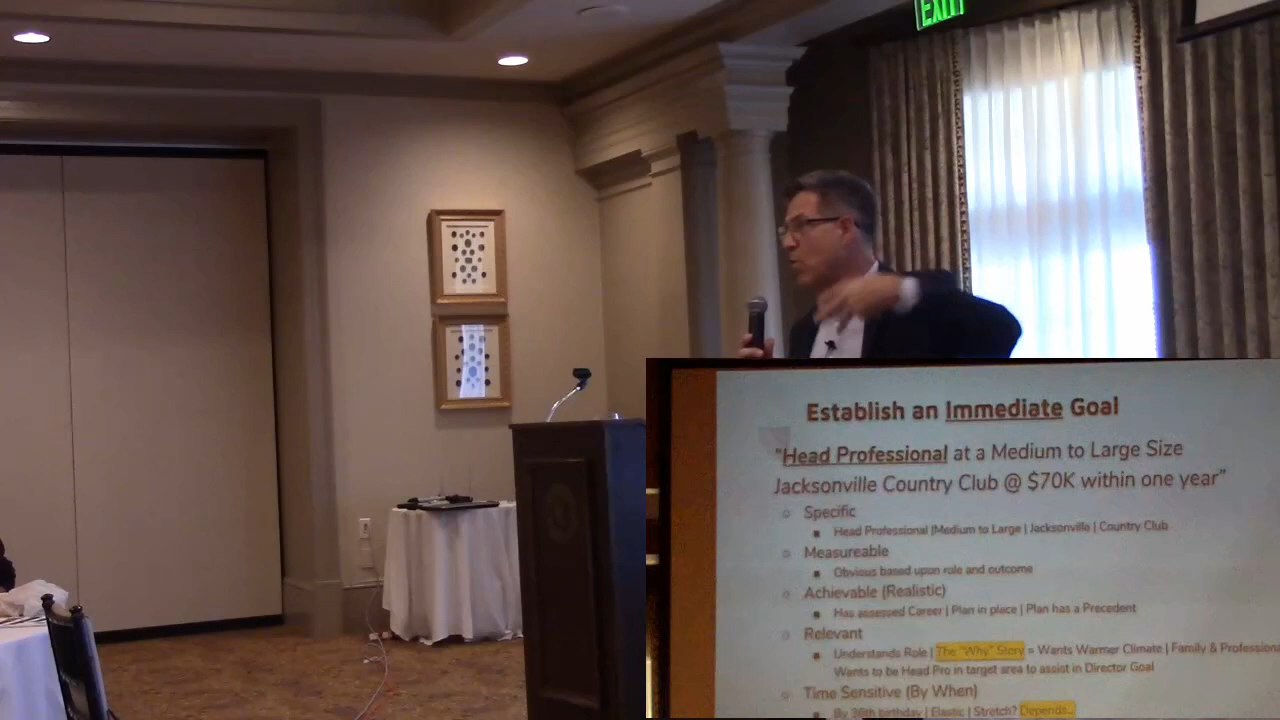 EXIT
Establish an Immediate Goal
"Head Professional at a Medium to Large Size
Jacksonville Country Club @ $70K within one year"
Specific
Head Professional |Medium to Large | Jacksonville | Country Club
Measureable
Obvious based upon role and outcome
Achievable (Realistic)
Has assessed Career | Plan in place | Plan has a Precedent
Relevant
Understands Role | The "Why" Story = Wants Warmer Climate | Family & Professiona
Wants to be Head Pro in target area to assist in Director Goal
Time Sensitive (By When)
By 36th birthday | Elastic | Stretch? Depends...